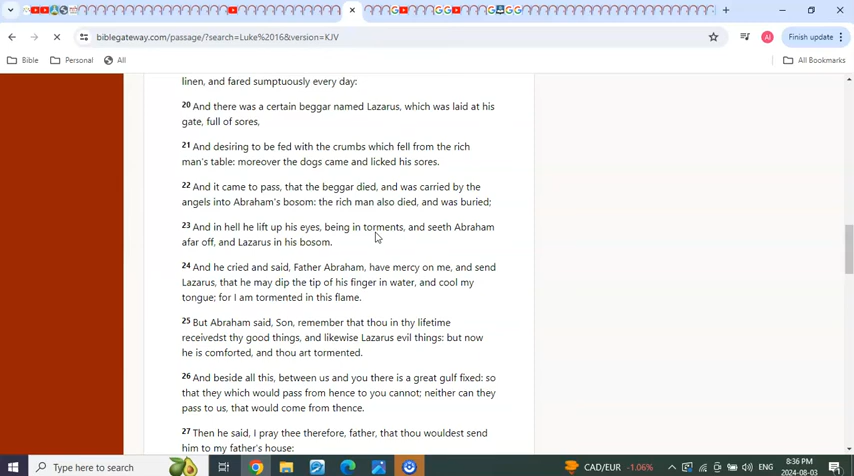 biblegateway.com/passage/?search=Luke%2016&version=KJV
AI
Finish update
Bible
Personal
All
All Bookmarks
linen, and fared sumptuously every day:
20 And there was a certain beggar named Lazarus, which was laid at his
gate, full of sores,
21 And desiring to be fed with the crumbs which fell from the rich
man's table: moreover the dogs came and licked his sores.
22 And it came to pass, that the beggar died, and was carried by the
angels into Abraham's bosom: the rich man also died, and was buried;
23 And in hell he lift up his eyes, being in torments, and seeth Abraham
afar off, and Lazarus in his bosom.
24 And he cried and said, Father Abraham, have mercy on me, and send
Lazarus, that he may dip the tip of his finger in water, and cool my
tongue; for I am tormented in this flame.
25 But Abraham said, Son, remember that thou in thy lifetime
receivedst thy good things, and likewise Lazarus evil things: but now
he is comforted, and thou art tormented.
26 And beside all this, between us and you there is a great gulf fixed: so
that they which would pass from hence to you cannot; neither can they
pass to us, that would come from thence.
27 Then he said, I pray thee therefore, father, that thou wouldest send
him to my father's house:
Type here to search
CAD/EUR -1.06%
ENG
8:36 PM
2024-08-03